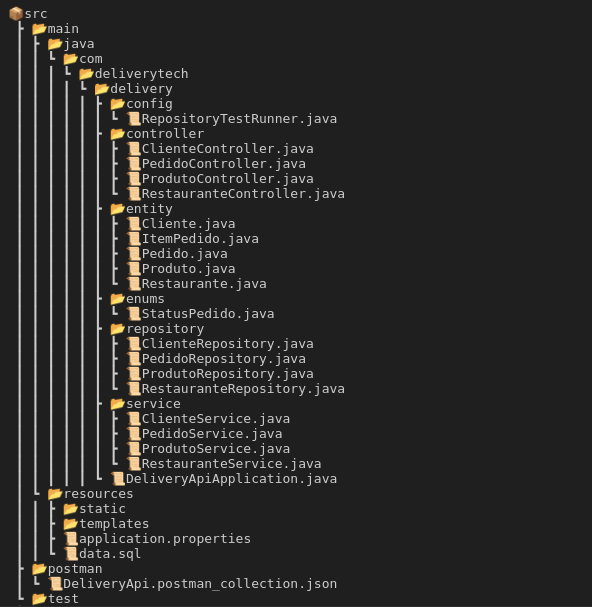 src
main
java
com
deliverytech
delivery
config
RepositoryTestRunner.java
controller
ClienteController.java
PedidoController.java
ProdutoController.java
RestauranteController.java
entity
Cliente.java
ItemPedido.java
Pedido.java
Produto.java
Restaurante.java
enums
StatusPedido.java
repository
ClienteRepository.java
PedidoRepository.java
ProdutoRepository.java
RestauranteRepository.java
service
ClienteService.java
PedidoService.java
ProdutoService.java
RestauranteService.java
DeliveryApiApplication.java
resources
static
templates
application.properties
data.sql
postman
DeliveryApi.postman_collection.json
test